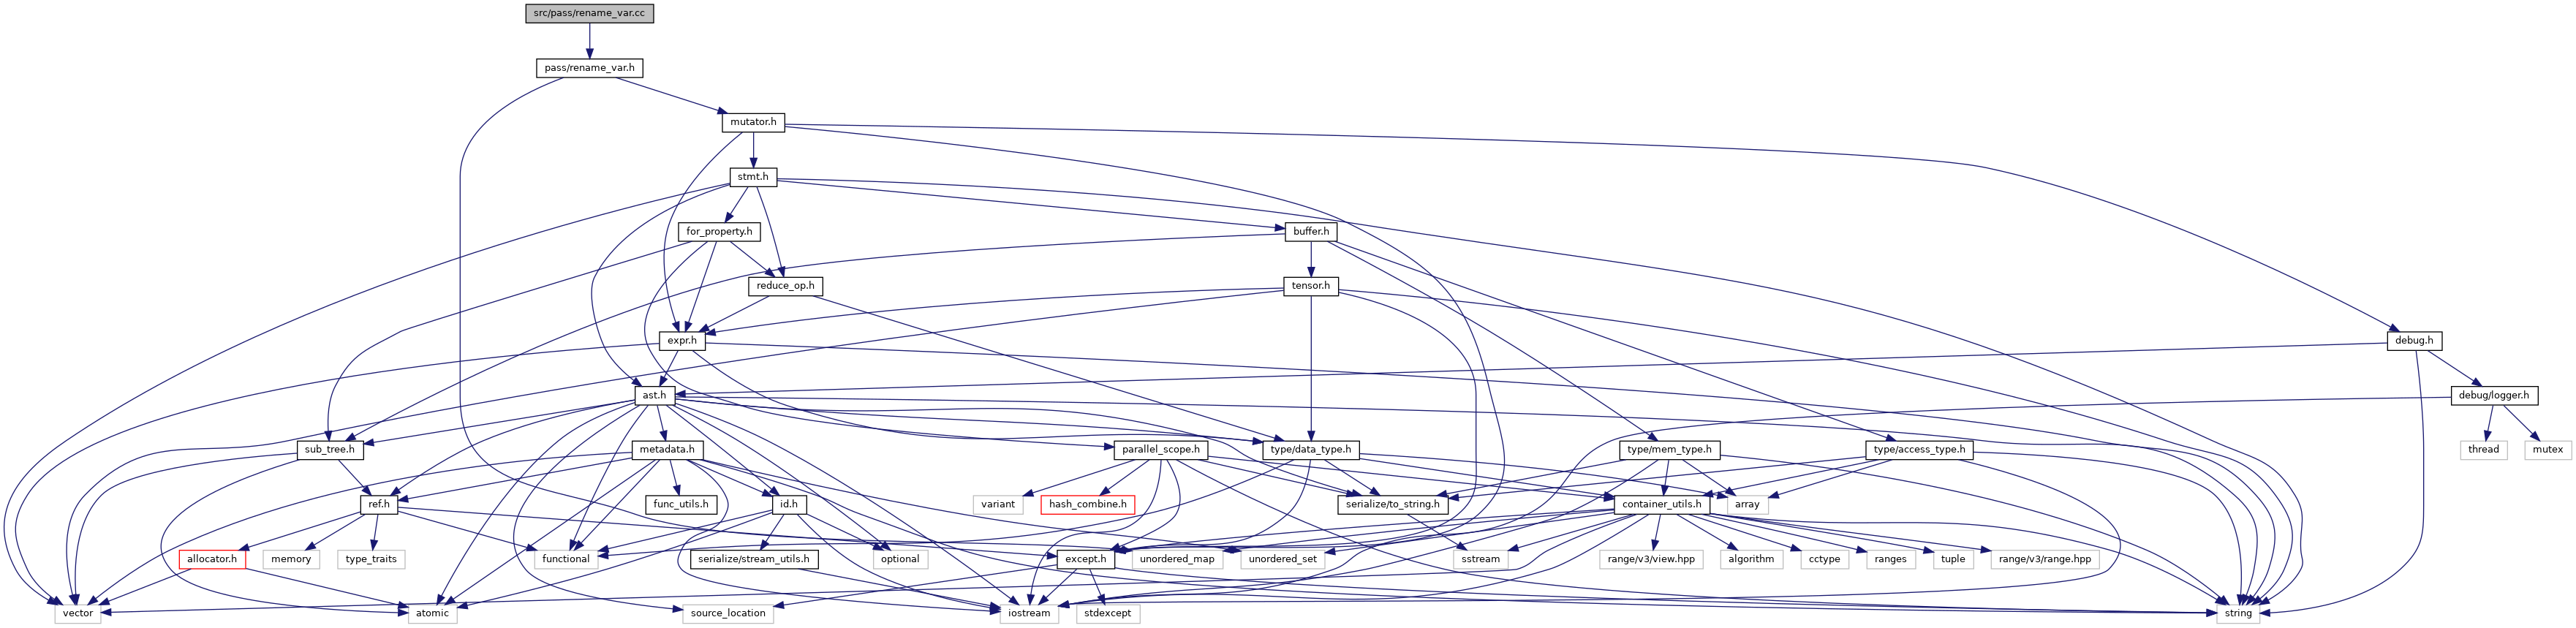 src/pass/rename_var.cc
pass/rename_var.h
mutator.h
stmt.h
for_property.h
buffer.h
reduce_op.h
tensor.h
expr.h
debug.h
ast.h
debug/logger.h
sub_tree.h
metadata.h
parallel_scope.h
type/data_type.h
type/mem_type.h
type/access_type.h
thread
mutex
ref.h
func_utils.h
id.h
variant
hash_combine.h
serialize/to_string.h
container_utils.h
array
allocator.h
memory
type_traits
functional
serialize/stream_utils.h
optional
except.h
unordered_map
unordered_set
sstream
range/v3/view.hpp
algorithm
cctype
ranges
tuple
range/v3/range.hpp
vector
atomic
source_location
iostream
stdexcept
string